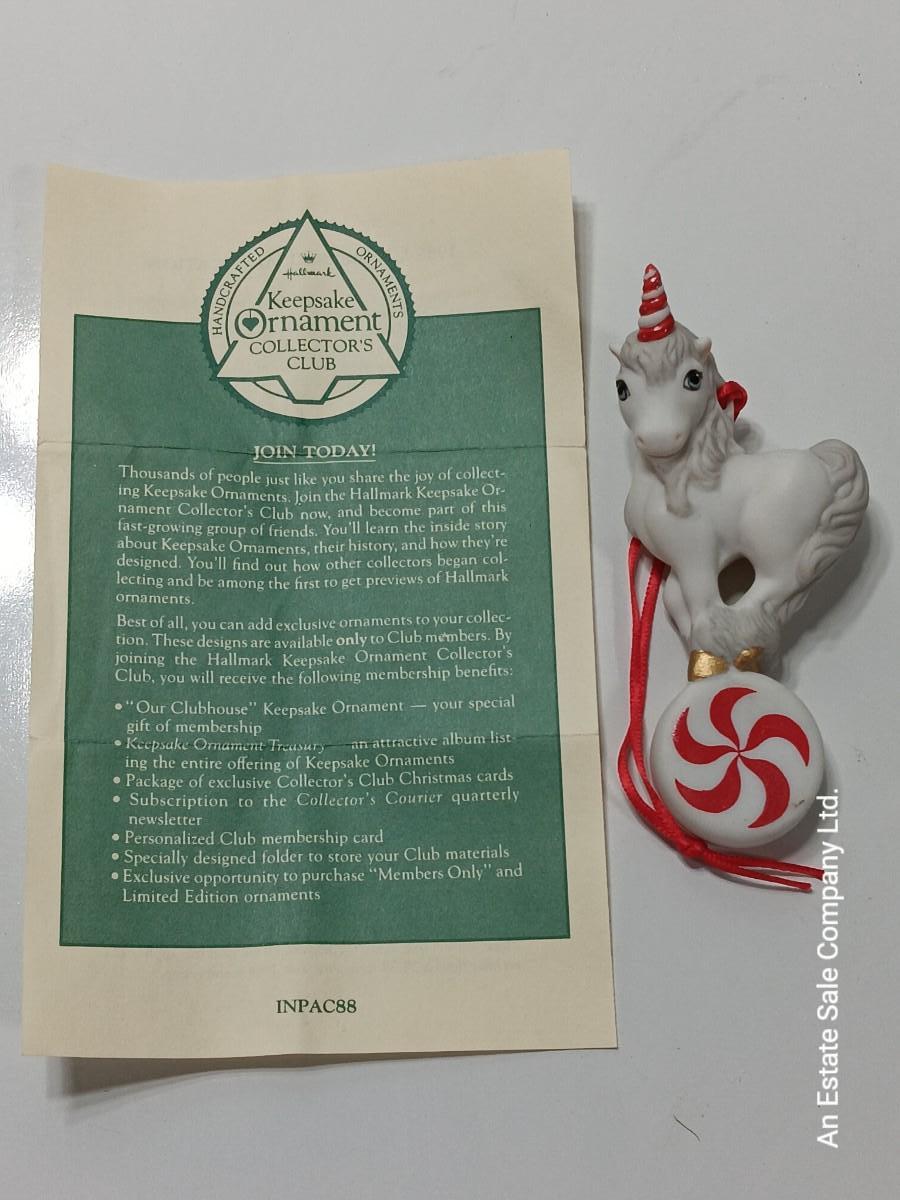 HANDCRAFTED
ORNAMENTS
Hallmark
Keepsake
Ornament
COLLECTOR'S
CLUB
JOIN TODAY!
Thousands of people just like you share the joy of collect-
ing Keepsake Ornaments. Join the Hallmark Keepsake Or-
nament Collector's Club now, and become part of this
fast-growing group of friends. You'll learn the inside story
about Keepsake Ornaments, their history, and how they're
designed. You'll find out how other collectors began col-
lecting and be among the first to get previews of Hallmark
ornaments.
Best of all, you can add exclusive ornaments to your collec-
tion. These designs are available only to Club members. By
joining the Hallmark Keepsake Ornament Collector's
Club, you will receive the following membership benefits:
• "Our Clubhouse" Keepsake Ornament — your special
gift of membership
• Keepsake Ornament Treasury — an attractive album list-
ing the entire offering of Keepsake Ornaments
• Package of exclusive Collector's Club Christmas cards
• Subscription to the Collector's Courier quarterly
newsletter
• Personalized Club membership card
• Specially designed folder to store your Club materials
• Exclusive opportunity to purchase "Members Only" and
Limited Edition ornaments
INPAC88
An Estate Sale Company Ltd.